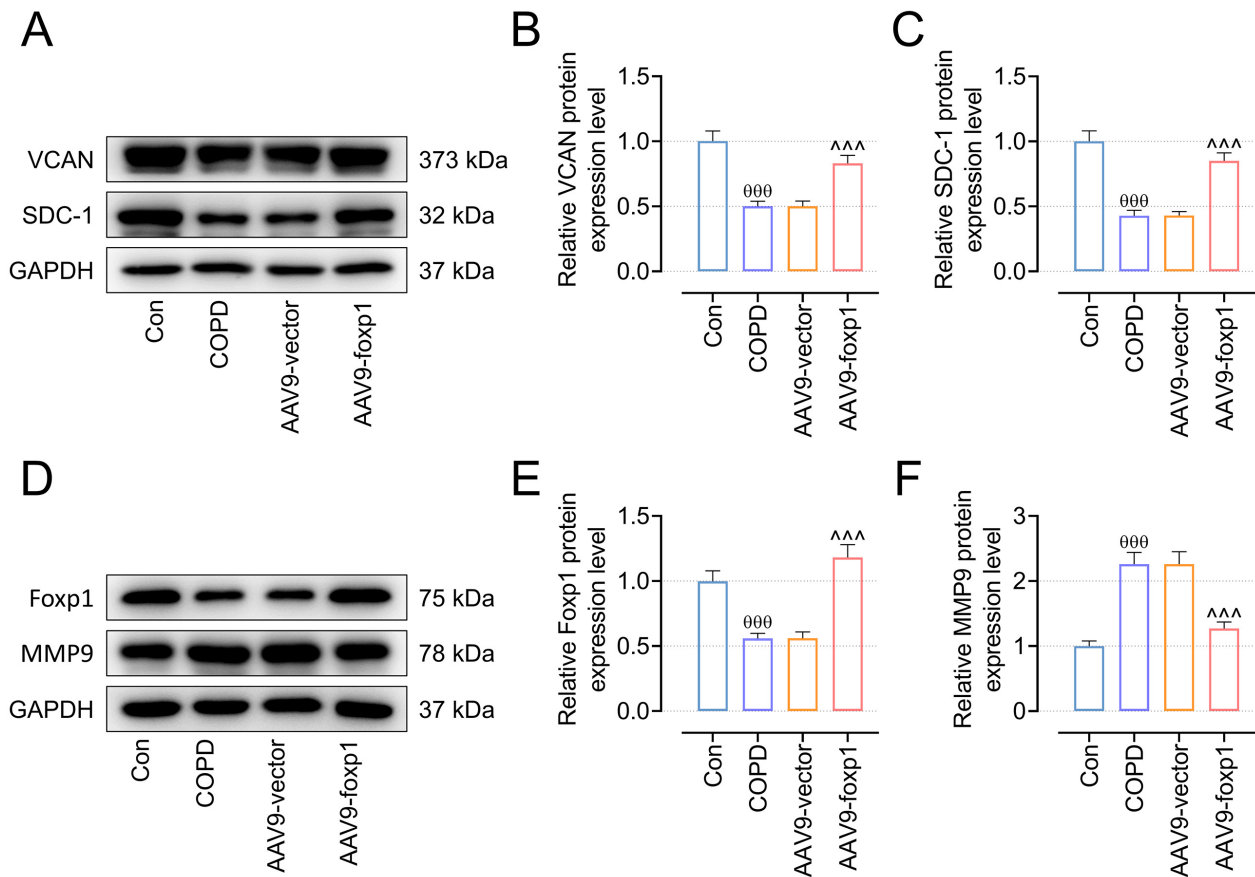 A
VCAN
373 kDa
SDC-1
32 kDa
GAPDH
37 kDa
Con
COPD
AAV9-vector
AAV9-foxp1
B
Relative VCAN protein
expression level
1.5
1.0
0.5
0.0
θθθ
^^^
Con
COPD
AAV9-vector
AAV9-foxp1
C
Relative SDC-1 protein
expression level
1.5
1.0
0.5
0.0
θθθ
^^^
Con
COPD
AAV9-vector
AAV9-foxp1
D
Foxp1
75 kDa
MMP9
78 kDa
GAPDH
37 kDa
Con
COPD
AAV9-vector
AAV9-foxp1
E
Relative Foxp1 protein
expression level
1.5
1.0
0.5
0.0
θθθ
^^^
Con
COPD
AAV9-vector
AAV9-foxp1
F
Relative MMP9 protein
expression level
3
2
1
0
θθθ
^^^
Con
COPD
AAV9-vector
AAV9-foxp1